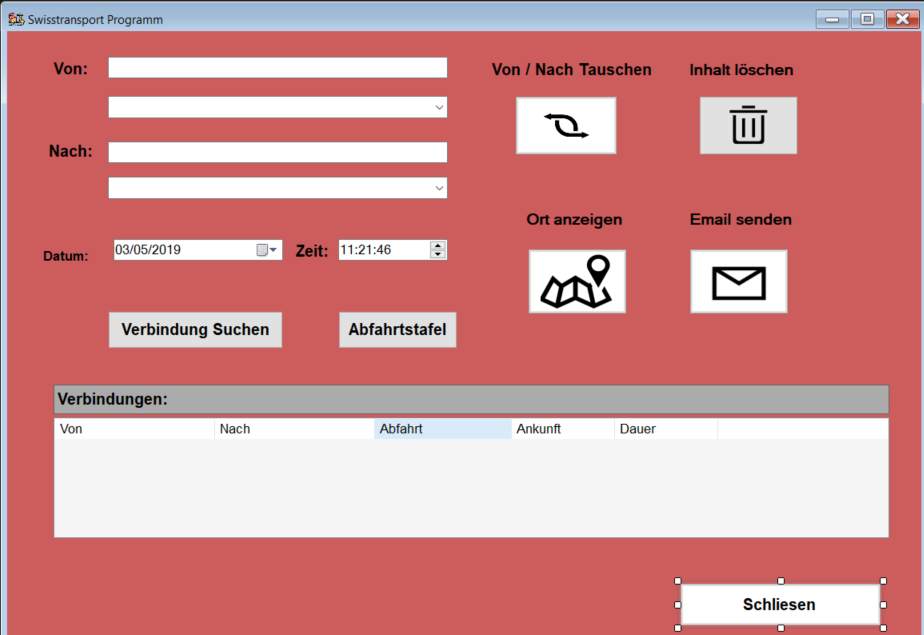 Swisstransport Programm
Von:
Von / Nach Tauschen
Inhalt löschen
Nach:
Ort anzeigen
Email senden
Datum:
03/05/2019
Zeit:
11:21:46
Verbindung Suchen
Abfahrtstafel
Verbindungen:
Von
Nach
Abfahrt
Ankunft
Dauer
Schliesen